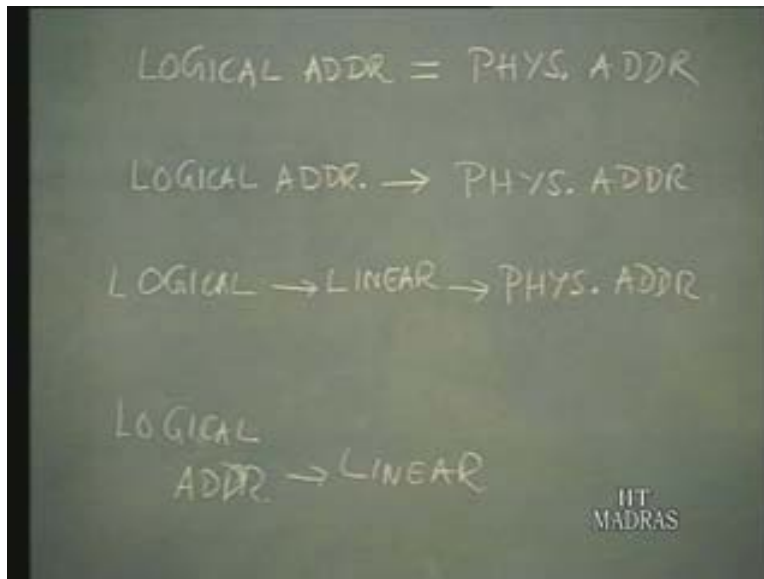 LOGICAL ADDR = PHYS. ADDR
LOGICAL ADDR. → PHYS. ADDR
LOGICAL → LINEAR → PHYS. ADDR
LOGICAL
ADDR → LINEAR
IIT
MADRAS